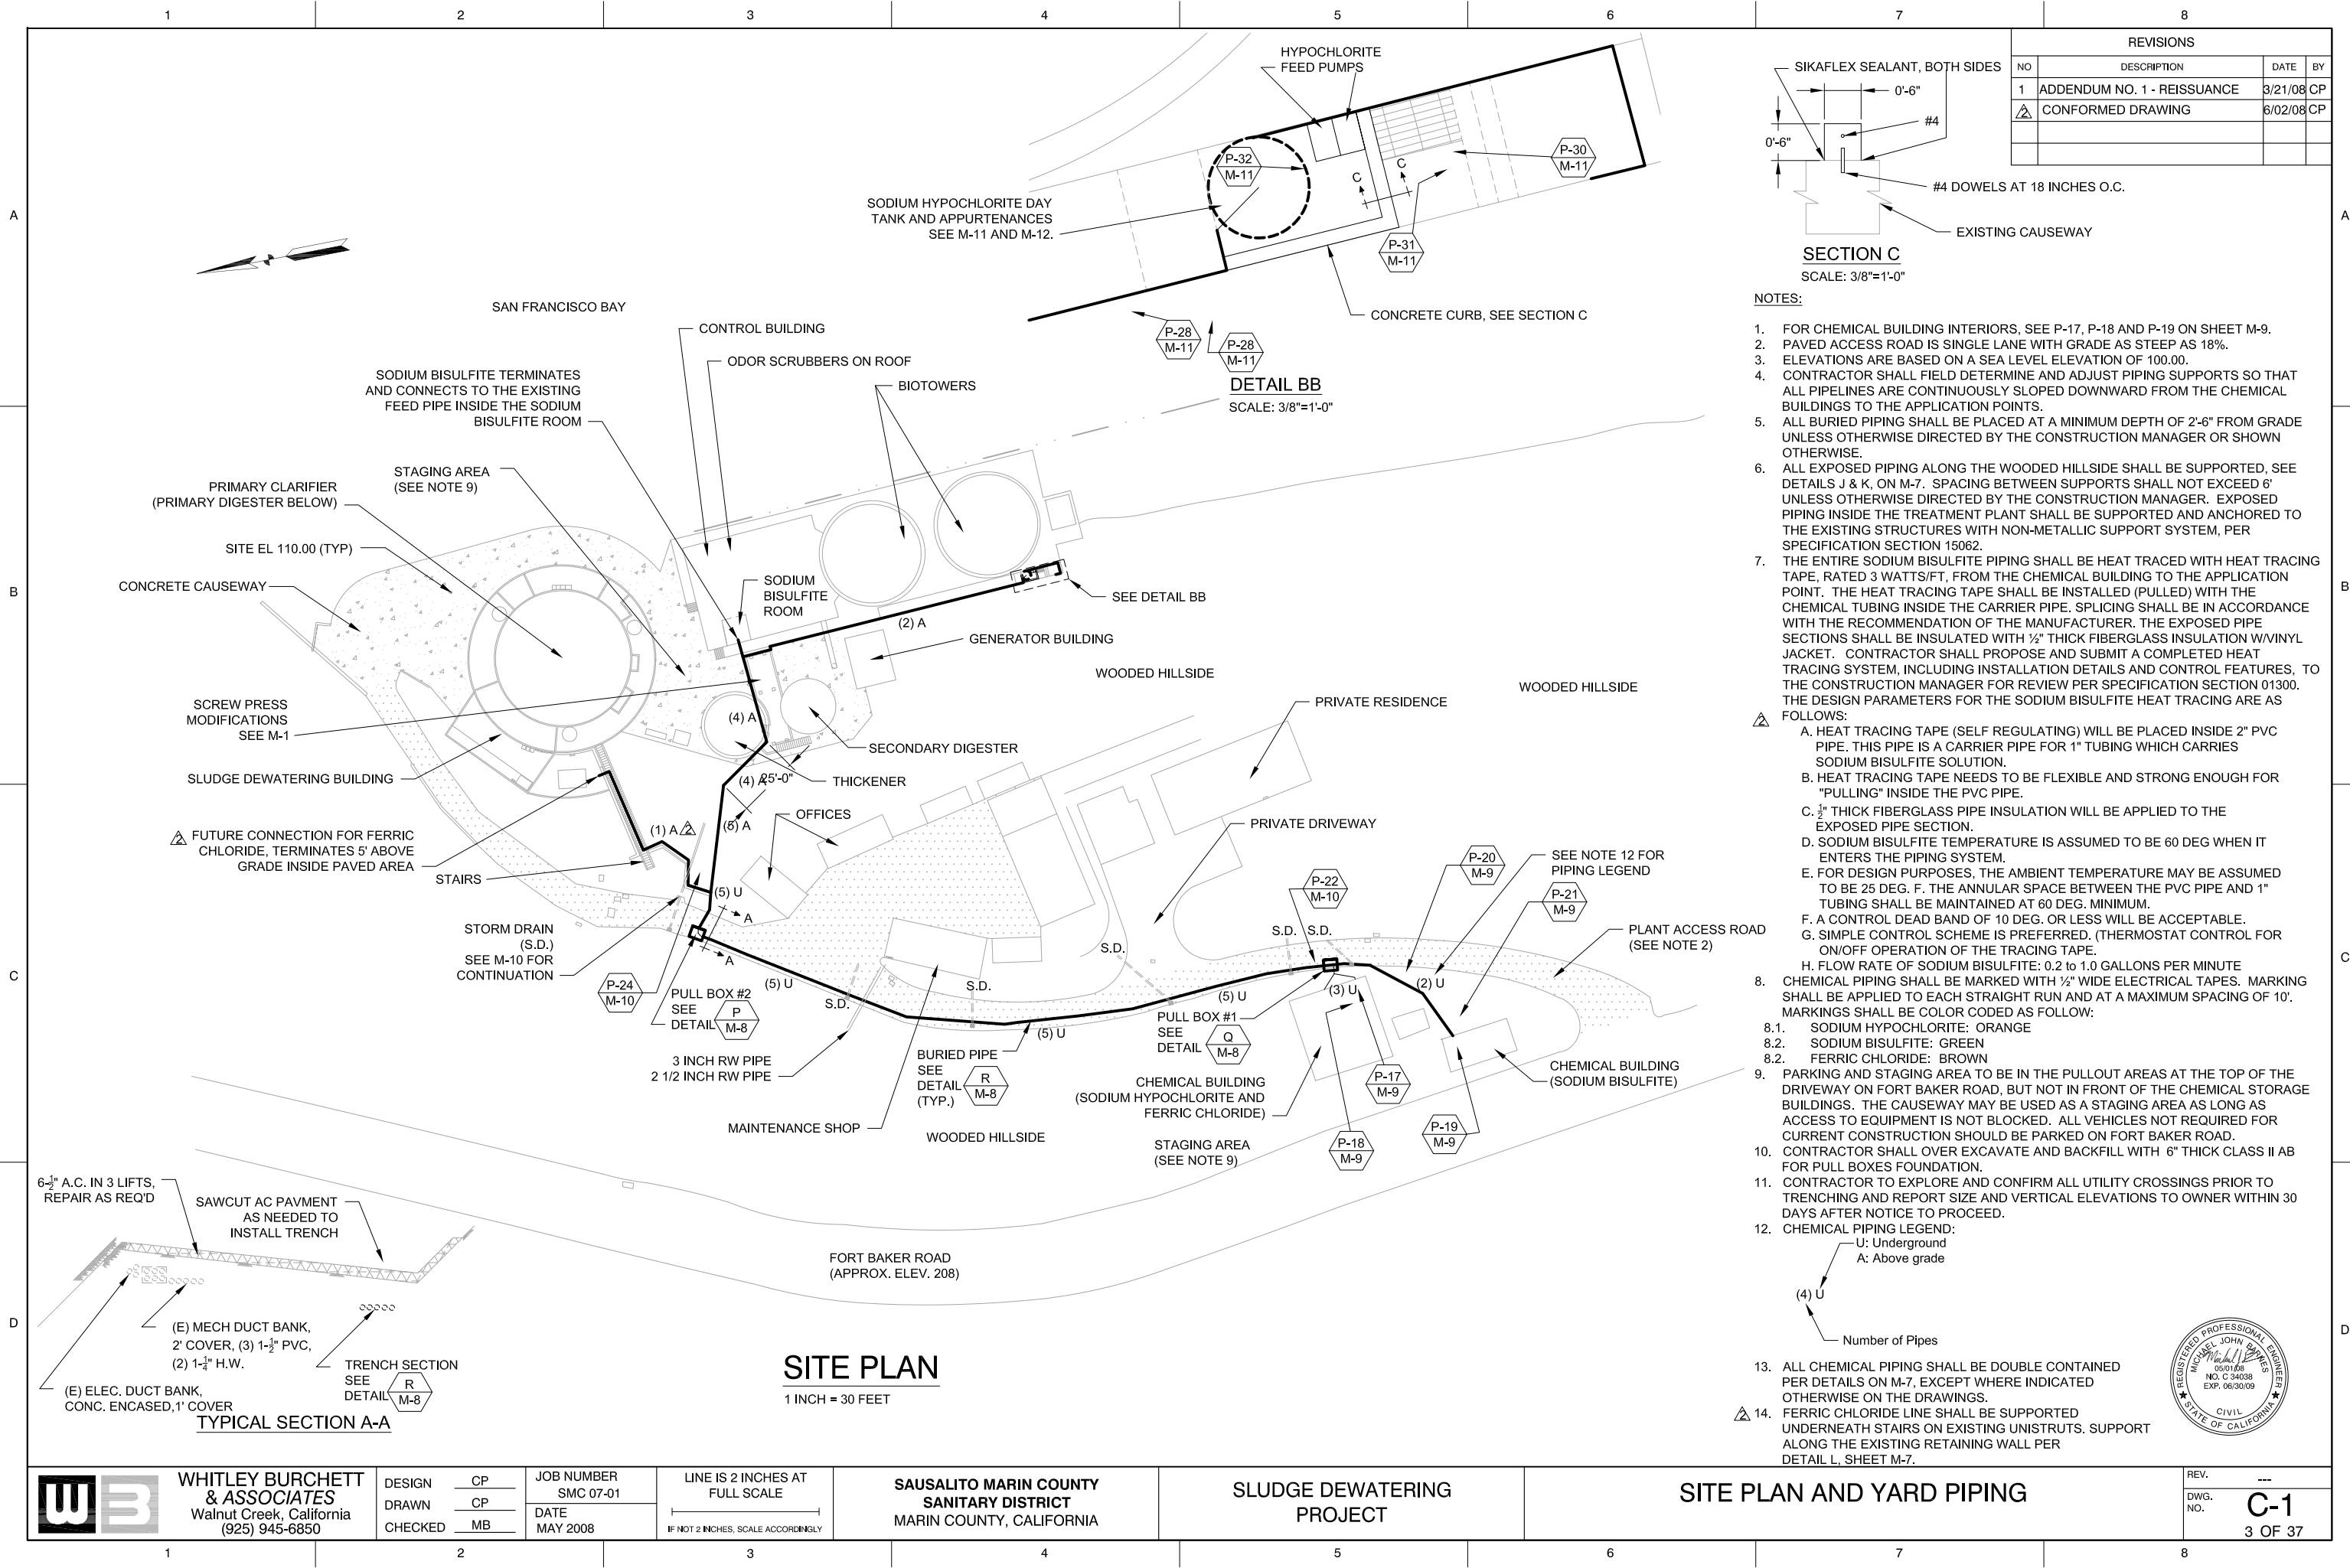 1
2
3
4
5
6
7
8
A
B
C
D
REVISIONS
NO DESCRIPTION DATE BY
1 ADDENDUM NO. 1 - REISSUANCE 3/21/08 CP
2 CONFORMED DRAWING 6/02/08 CP
HYPOCHLORITE
FEED PUMPS
P-32
M-11
P-30
M-11
C
C
SODIUM HYPOCHLORITE DAY
TANK AND APPURTENANCES
SEE M-11 AND M-12.
P-31
M-11
CONCRETE CURB, SEE SECTION C
P-28
M-11
P-28
M-11
DETAIL BB
SCALE: 3/8"=1'-0"
SIKAFLEX SEALANT, BOTH SIDES
0'-6"
#4
0'-6"
#4 DOWELS AT 18 INCHES O.C.
EXISTING CAUSEWAY
SECTION C
SCALE: 3/8"=1'-0"
SAN FRANCISCO BAY
CONTROL BUILDING
ODOR SCRUBBERS ON ROOF
BIOTOWERS
SODIUM BISULFITE TERMINATES
AND CONNECTS TO THE EXISTING
FEED PIPE INSIDE THE SODIUM
BISULFITE ROOM
STAGING AREA
(SEE NOTE 9)
PRIMARY CLARIFIER
(PRIMARY DIGESTER BELOW)
SITE EL 110.00 (TYP)
CONCRETE CAUSEWAY
SODIUM
BISULFITE
ROOM
SEE DETAIL BB
(2) A
GENERATOR BUILDING
WOODED HILLSIDE
WOODED HILLSIDE
SCREW PRESS
MODIFICATIONS
SEE M-1
PRIVATE RESIDENCE
(4) A
SECONDARY DIGESTER
SLUDGE DEWATERING BUILDING
THICKENER
(4) A
25'-0"
OFFICES
(5) A
(1) A 2
PRIVATE DRIVEWAY
2 FUTURE CONNECTION FOR FERRIC
CHLORIDE, TERMINATES 5' ABOVE
GRADE INSIDE PAVED AREA
STAIRS
(5) U
A
A
STORM DRAIN
(S.D.)
SEE M-10 FOR
CONTINUATION
P-24
M-10
PULL BOX #2
SEE
DETAIL
P
M-8
(5) U
S.D.
S.D.
S.D.
S.D. S.D.
P-22
M-10
P-20
M-9
SEE NOTE 12 FOR
PIPING LEGEND
P-21
M-9
PLANT ACCESS ROAD
(SEE NOTE 2)
(5) U
(5) U
(3) U
(2) U
PULL BOX #1
SEE
DETAIL
Q
M-8
3 INCH RW PIPE
2 1/2 INCH RW PIPE
BURIED PIPE
SEE
DETAIL
(TYP.)
R
M-8
CHEMICAL BUILDING
(SODIUM HYPOCHLORITE AND
FERRIC CHLORIDE)
P-17
M-9
CHEMICAL BUILDING
(SODIUM BISULFITE)
MAINTENANCE SHOP
WOODED HILLSIDE
STAGING AREA
(SEE NOTE 9)
P-18
M-9
P-19
M-9
FORT BAKER ROAD
(APPROX. ELEV. 208)
6-½" A.C. IN 3 LIFTS,
REPAIR AS REQ'D
SAWCUT AC PAVMENT
AS NEEDED TO
INSTALL TRENCH
(E) MECH DUCT BANK,
2' COVER, (3) 1-½" PVC,
(2) 1-¼" H.W.
TRENCH SECTION
SEE
DETAIL
R
M-8
(E) ELEC. DUCT BANK,
CONC. ENCASED,1' COVER
TYPICAL SECTION A-A
SITE PLAN
1 INCH = 30 FEET
NOTES:
1. FOR CHEMICAL BUILDING INTERIORS, SEE P-17, P-18 AND P-19 ON SHEET M-9.
2. PAVED ACCESS ROAD IS SINGLE LANE WITH GRADE AS STEEP AS 18%.
3. ELEVATIONS ARE BASED ON A SEA LEVEL ELEVATION OF 100.00.
4. CONTRACTOR SHALL FIELD DETERMINE AND ADJUST PIPING SUPPORTS SO THAT
ALL PIPELINES ARE CONTINUOUSLY SLOPED DOWNWARD FROM THE CHEMICAL
BUILDINGS TO THE APPLICATION POINTS.
5. ALL BURIED PIPING SHALL BE PLACED AT A MINIMUM DEPTH OF 2'-6" FROM GRADE
UNLESS OTHERWISE DIRECTED BY THE CONSTRUCTION MANAGER OR SHOWN
OTHERWISE.
6. ALL EXPOSED PIPING ALONG THE WOODED HILLSIDE SHALL BE SUPPORTED, SEE
DETAILS J & K, ON M-7. SPACING BETWEEN SUPPORTS SHALL NOT EXCEED 6'
UNLESS OTHERWISE DIRECTED BY THE CONSTRUCTION MANAGER. EXPOSED
PIPING INSIDE THE TREATMENT PLANT SHALL BE SUPPORTED AND ANCHORED TO
THE EXISTING STRUCTURES WITH NON-METALLIC SUPPORT SYSTEM, PER
SPECIFICATION SECTION 15062.
7. THE ENTIRE SODIUM BISULFITE PIPING SHALL BE HEAT TRACED WITH HEAT TRACING
TAPE, RATED 3 WATTS/FT, FROM THE CHEMICAL BUILDING TO THE APPLICATION
POINT. THE HEAT TRACING TAPE SHALL BE INSTALLED (PULLED) WITH THE
CHEMICAL TUBING INSIDE THE CARRIER PIPE. SPLICING SHALL BE IN ACCORDANCE
WITH THE RECOMMENDATION OF THE MANUFACTURER. THE EXPOSED PIPE
SECTIONS SHALL BE INSULATED WITH ½" THICK FIBERGLASS INSULATION W/VINYL
JACKET. CONTRACTOR SHALL PROPOSE AND SUBMIT A COMPLETED HEAT
TRACING SYSTEM, INCLUDING INSTALLATION DETAILS AND CONTROL FEATURES, TO
THE CONSTRUCTION MANAGER FOR REVIEW PER SPECIFICATION SECTION 01300.
THE DESIGN PARAMETERS FOR THE SODIUM BISULFITE HEAT TRACING ARE AS
2 FOLLOWS:
A. HEAT TRACING TAPE (SELF REGULATING) WILL BE PLACED INSIDE 2" PVC
PIPE. THIS PIPE IS A CARRIER PIPE FOR 1" TUBING WHICH CARRIES
SODIUM BISULFITE SOLUTION.
B. HEAT TRACING TAPE NEEDS TO BE FLEXIBLE AND STRONG ENOUGH FOR
"PULLING" INSIDE THE PVC PIPE.
C. ½" THICK FIBERGLASS PIPE INSULATION WILL BE APPLIED TO THE
EXPOSED PIPE SECTION.
D. SODIUM BISULFITE TEMPERATURE IS ASSUMED TO BE 60 DEG WHEN IT
ENTERS THE PIPING SYSTEM.
E. FOR DESIGN PURPOSES, THE AMBIENT TEMPERATURE MAY BE ASSUMED
TO BE 25 DEG. F. THE ANNULAR SPACE BETWEEN THE PVC PIPE AND 1"
TUBING SHALL BE MAINTAINED AT 60 DEG. MINIMUM.
F. A CONTROL DEAD BAND OF 10 DEG. OR LESS WILL BE ACCEPTABLE.
G. SIMPLE CONTROL SCHEME IS PREFERRED. (THERMOSTAT CONTROL FOR
ON/OFF OPERATION OF THE TRACING TAPE.
H. FLOW RATE OF SODIUM BISULFITE: 0.2 to 1.0 GALLONS PER MINUTE
8. CHEMICAL PIPING SHALL BE MARKED WITH ½" WIDE ELECTRICAL TAPES. MARKING
SHALL BE APPLIED TO EACH STRAIGHT RUN AND AT A MAXIMUM SPACING OF 10'.
MARKINGS SHALL BE COLOR CODED AS FOLLOW:
8.1. SODIUM HYPOCHLORITE: ORANGE
8.2. SODIUM BISULFITE: GREEN
8.2. FERRIC CHLORIDE: BROWN
9. PARKING AND STAGING AREA TO BE IN THE PULLOUT AREAS AT THE TOP OF THE
DRIVEWAY ON FORT BAKER ROAD, BUT NOT IN FRONT OF THE CHEMICAL STORAGE
BUILDINGS. THE CAUSEWAY MAY BE USED AS A STAGING AREA AS LONG AS
ACCESS TO EQUIPMENT IS NOT BLOCKED. ALL VEHICLES NOT REQUIRED FOR
CURRENT CONSTRUCTION SHOULD BE PARKED ON FORT BAKER ROAD.
10. CONTRACTOR SHALL OVER EXCAVATE AND BACKFILL WITH 6" THICK CLASS II AB
FOR PULL BOXES FOUNDATION.
11. CONTRACTOR TO EXPLORE AND CONFIRM ALL UTILITY CROSSINGS PRIOR TO
TRENCHING AND REPORT SIZE AND VERTICAL ELEVATIONS TO OWNER WITHIN 30
DAYS AFTER NOTICE TO PROCEED.
12. CHEMICAL PIPING LEGEND:
U: Underground
A: Above grade
(4) U
Number of Pipes
13. ALL CHEMICAL PIPING SHALL BE DOUBLE CONTAINED
PER DETAILS ON M-7, EXCEPT WHERE INDICATED
OTHERWISE ON THE DRAWINGS.
2 14. FERRIC CHLORIDE LINE SHALL BE SUPPORTED
UNDERNEATH STAIRS ON EXISTING UNISTRUTS. SUPPORT
ALONG THE EXISTING RETAINING WALL PER
DETAIL L, SHEET M-7.
REGISTERED PROFESSIONAL ENGINEER
MICHAEL JOHN BARNES
05/01/08
NO. C 34038
EXP. 06/30/09
CIVIL
STATE OF CALIFORNIA
WB
WHITLEY BURCHETT
& ASSOCIATES
Walnut Creek, California
(925) 945-6850
DESIGN CP
DRAWN CP
CHECKED MB
JOB NUMBER
SMC 07-01
DATE
MAY 2008
LINE IS 2 INCHES AT
FULL SCALE
IF NOT 2 INCHES, SCALE ACCORDINGLY
SAUSALITO MARIN COUNTY
SANITARY DISTRICT
MARIN COUNTY, CALIFORNIA
SLUDGE DEWATERING
PROJECT
SITE PLAN AND YARD PIPING
REV. ---
DWG.
NO.
C-1
3 OF 37
A
B
C
D
1
2
3
4
5
6
7
8